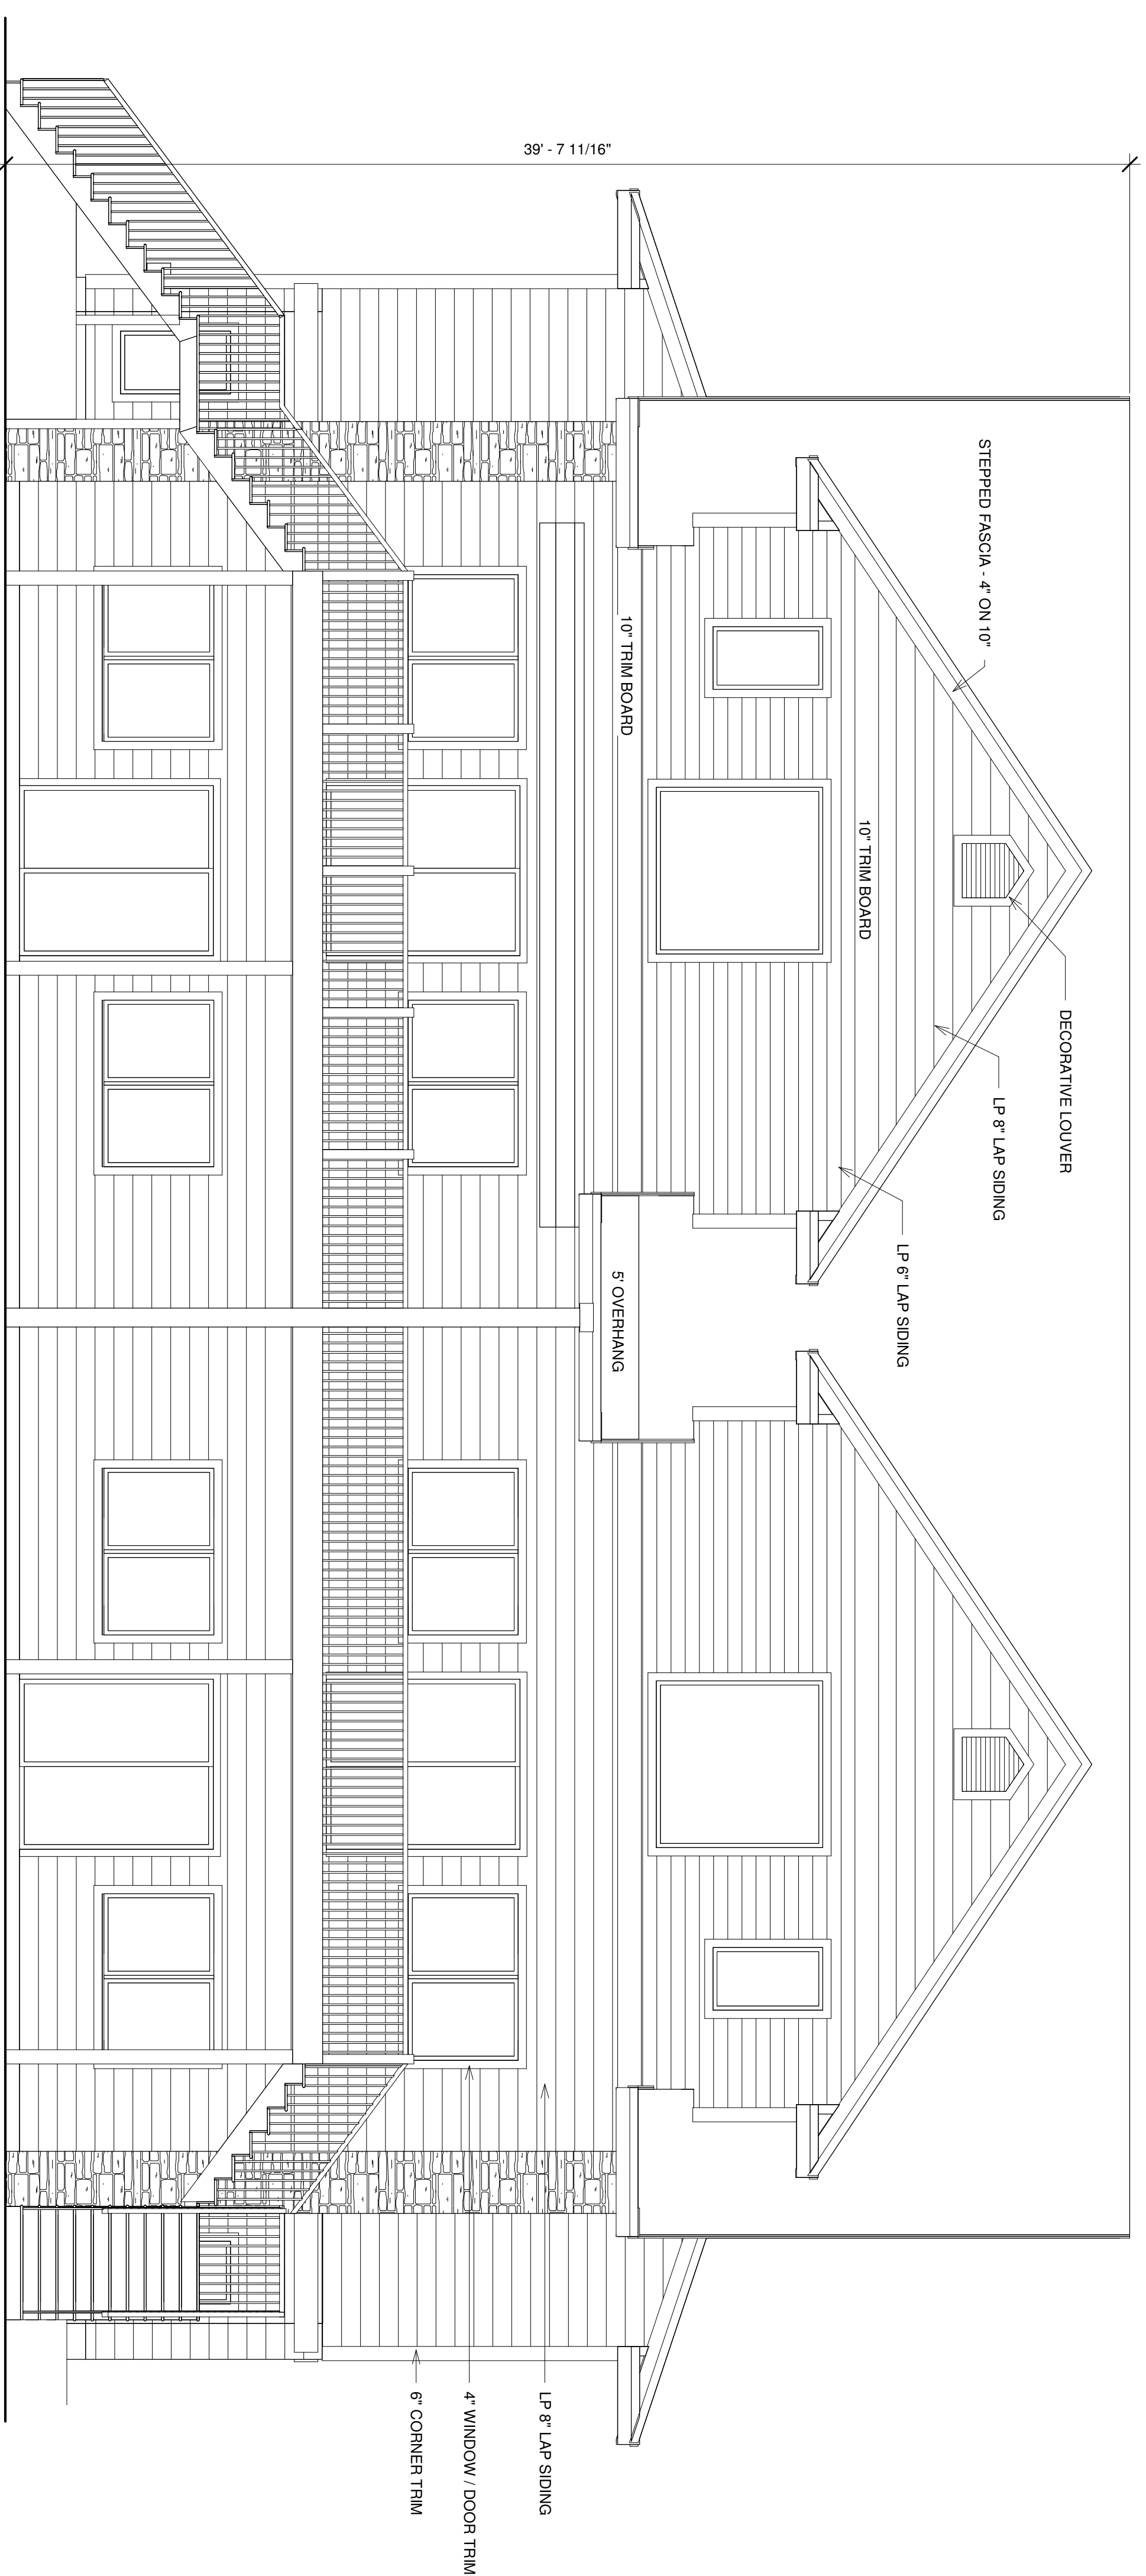 39' - 7 11/16"
STEPPED FASCIA - 4" ON 10"
DECORATIVE LOUVER
LP 8" LAP SIDING
10" TRIM BOARD
LP 6" LAP SIDING
10" TRIM BOARD
5' OVERHANG
LP 8" LAP SIDING
4" WINDOW / DOOR TRIM
6" CORNER TRIM